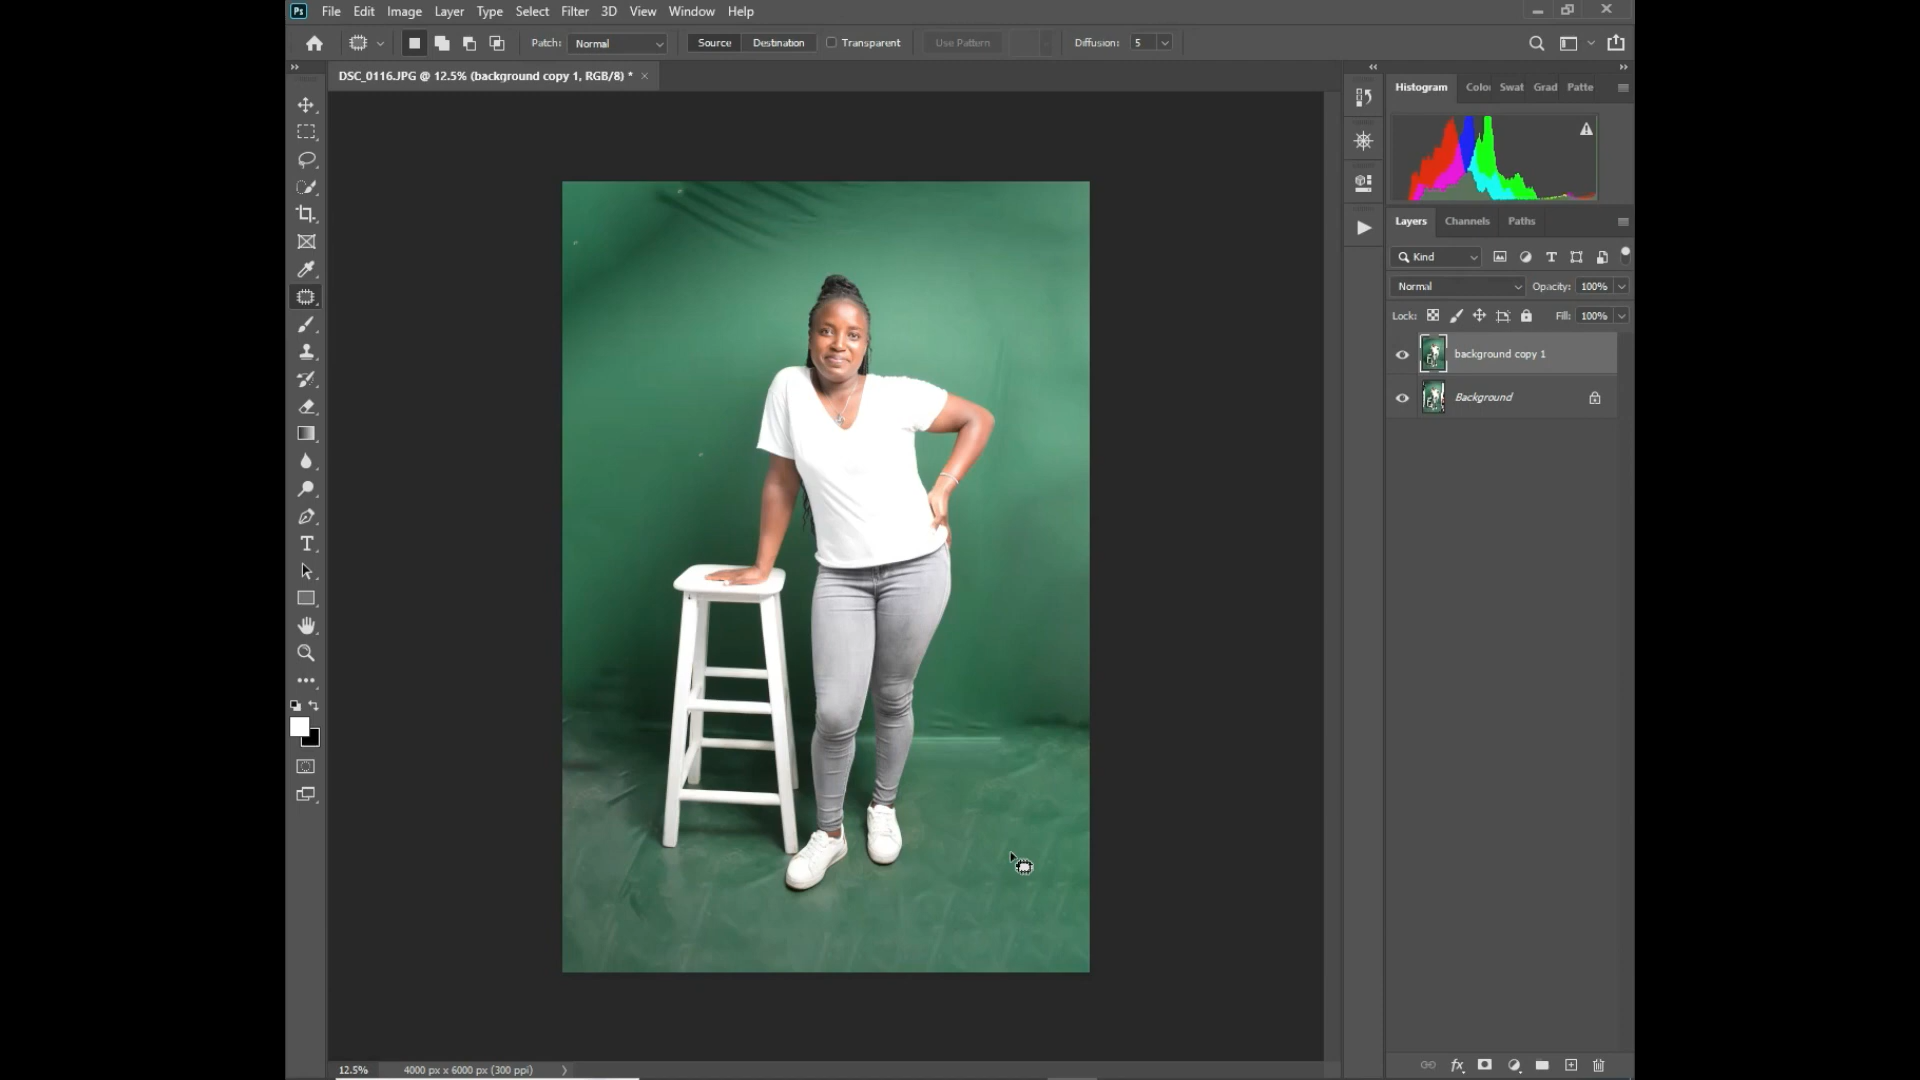 Ps File Edit Image Layer Type Select Filter 3D View Window Help
Patch: Normal Source Destination Transparent Use Pattern Diffusion: 5
DSC_0116.JPG @ 12.5% (background copy 1, RGB/8) * ×
Histogram Color Swat Grad Patte
Layers Channels Paths
Kind
Normal Opacity: 100%
Lock: Fill: 100%
background copy 1
Background
12.5% 4000 px x 6000 px (300 ppi)